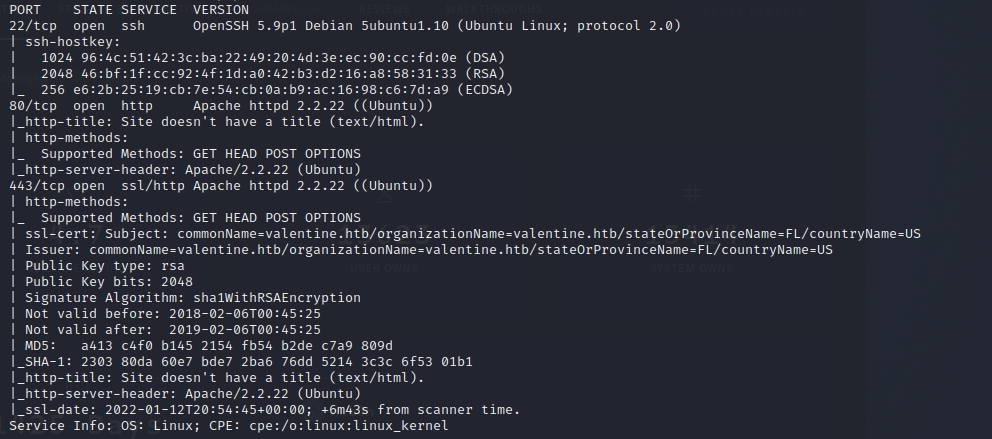 PORT    STATE SERVICE  VERSION
22/tcp  open  ssh      OpenSSH 5.9p1 Debian 5ubuntu1.10 (Ubuntu Linux; protocol 2.0)
| ssh-hostkey:
|   1024 96:4c:51:42:3c:ba:22:49:20:4d:3e:ec:90:cc:fd:0e (DSA)
|   2048 46:bf:1f:cc:92:4f:1d:a0:42:b3:d2:16:a8:58:31:33 (RSA)
|_  256 e6:2b:25:19:cb:7e:54:cb:0a:b9:ac:16:98:c6:7d:a9 (ECDSA)
80/tcp  open  http     Apache httpd 2.2.22 ((Ubuntu))
|_http-title: Site doesn't have a title (text/html).
| http-methods:
|_  Supported Methods: GET HEAD POST OPTIONS
|_http-server-header: Apache/2.2.22 (Ubuntu)
443/tcp open  ssl/http Apache httpd 2.2.22 ((Ubuntu))
| http-methods:
|_  Supported Methods: GET HEAD POST OPTIONS
| ssl-cert: Subject: commonName=valentine.htb/organizationName=valentine.htb/stateOrProvinceName=FL/countryName=US
| Issuer: commonName=valentine.htb/organizationName=valentine.htb/stateOrProvinceName=FL/countryName=US
| Public Key type: rsa
| Public Key bits: 2048
| Signature Algorithm: sha1WithRSAEncryption
| Not valid before: 2018-02-06T00:45:25
| Not valid after:  2019-02-06T00:45:25
| MD5:   a413 c4f0 b145 2154 fb54 b2de c7a9 809d
|_SHA-1: 2303 80da 60e7 bde7 2ba6 76dd 5214 3c3c 6f53 01b1
|_http-title: Site doesn't have a title (text/html).
|_http-server-header: Apache/2.2.22 (Ubuntu)
|_ssl-date: 2022-01-12T20:54:45+00:00; +6m43s from scanner time.
Service Info: OS: Linux; CPE: cpe:/o:linux:linux_kernel